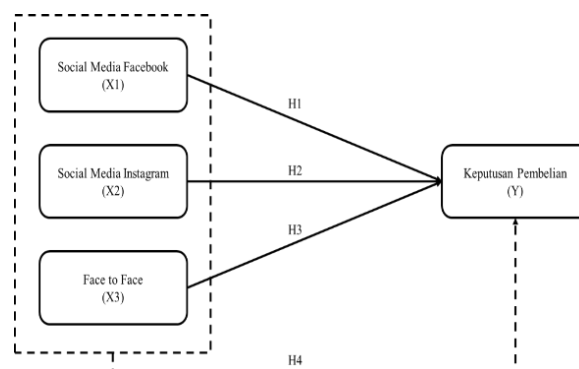 Social Media Facebook
(X1)
H1
Social Media Instagram
(X2)
H2
Keputusan Pembelian
(Y)
H3
Face to Face
(X3)
H4